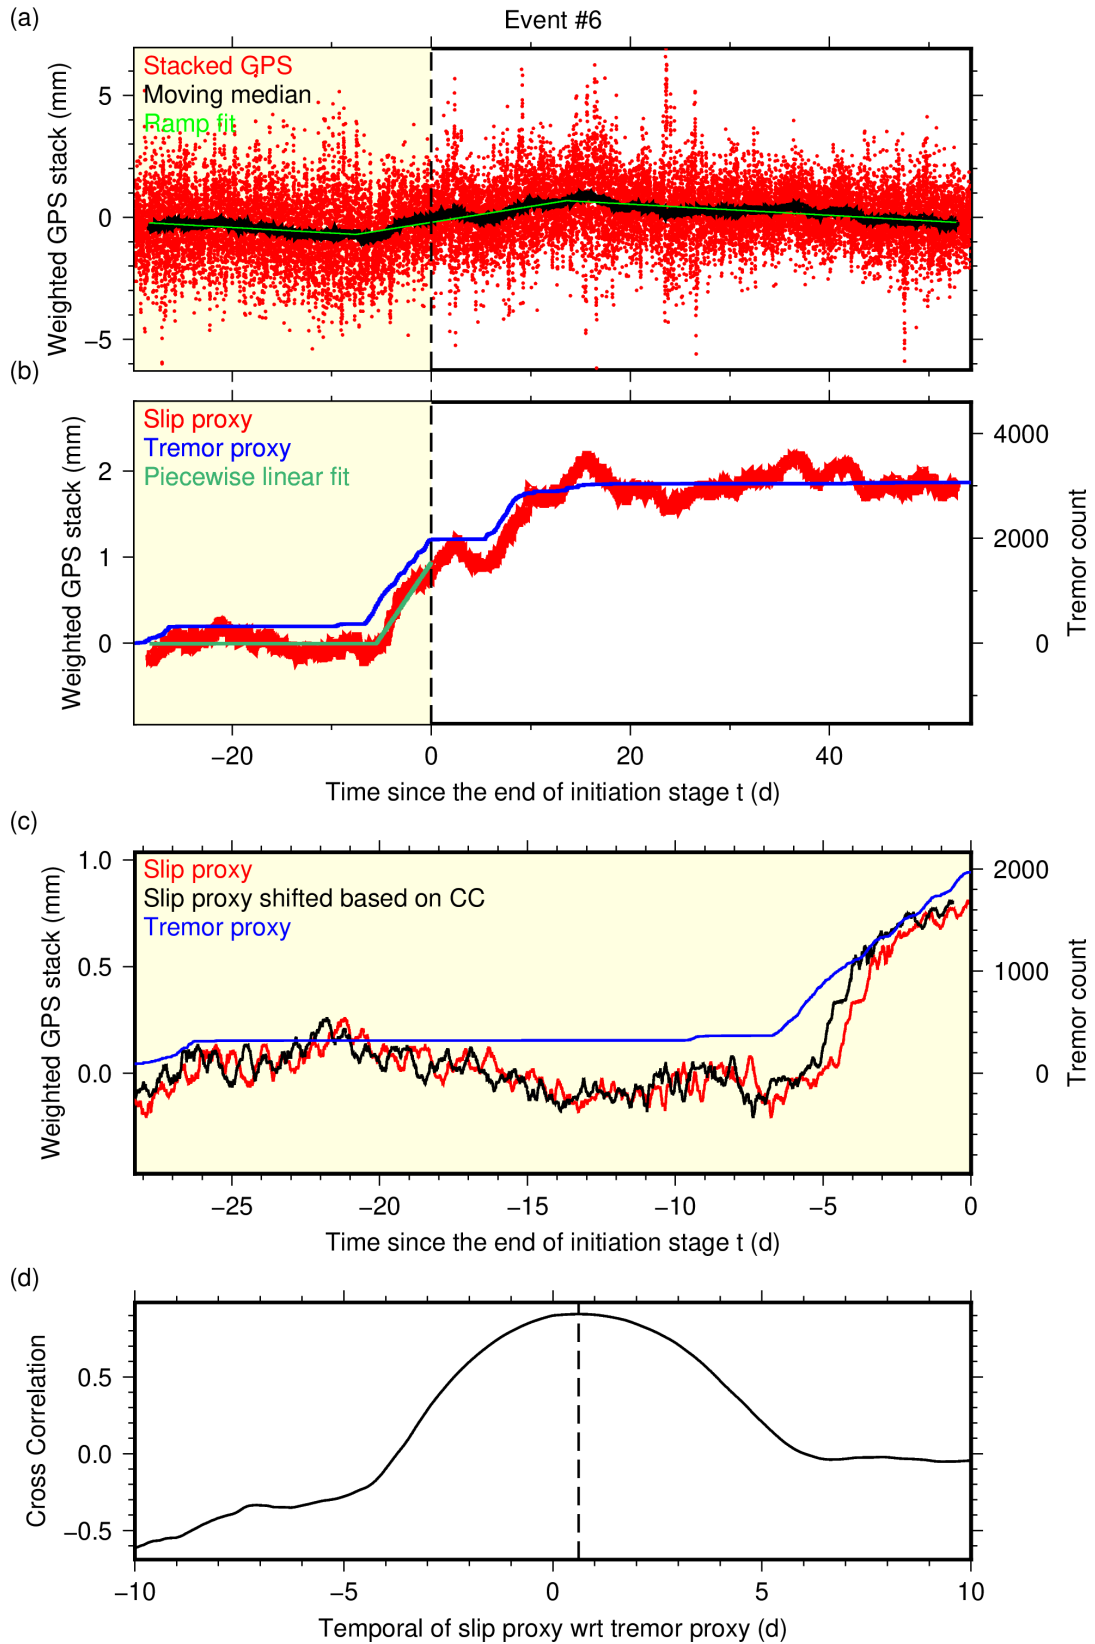 (a)
Event #6
Stacked GPS
Moving median
Ramp fit
Weighted GPS stack (mm)
5
0
−5
(b)
Slip proxy
Tremor proxy
Piecewise linear fit
Weighted GPS stack (mm)
2
1
0
4000
2000
0
Tremor count
−20
0
20
40
Time since the end of initiation stage t (d)
(c)
Slip proxy
Slip proxy shifted based on CC
Tremor proxy
Weighted GPS stack (mm)
1.0
0.5
0.0
2000
1000
0
Tremor count
−25
−20
−15
−10
−5
0
Time since the end of initiation stage t (d)
(d)
Cross Correlation
0.5
0.0
−0.5
−10
−5
0
5
10
Temporal of slip proxy wrt tremor proxy (d)